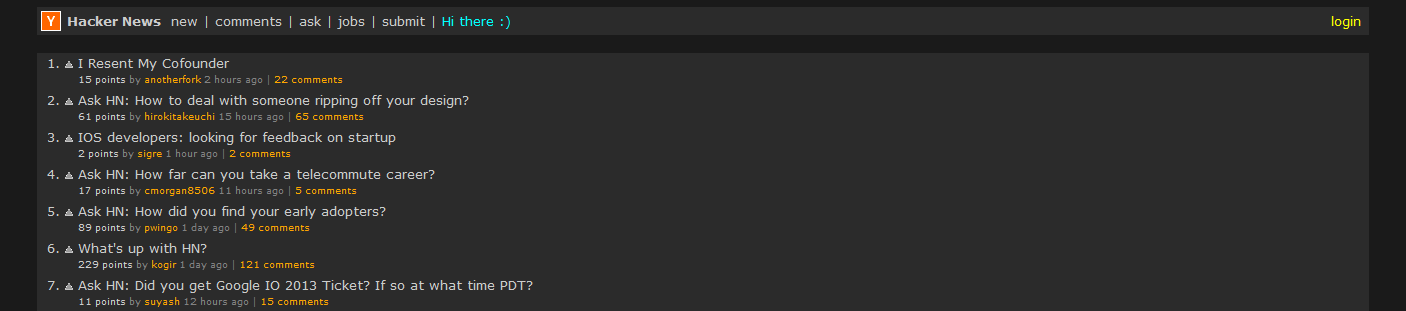 Y Hacker News new | comments | ask | jobs | submit | Hi there :) login
1. I Resent My Cofounder
15 points by anotherfork 2 hours ago | 22 comments
2. Ask HN: How to deal with someone ripping off your design?
61 points by hirokitakeuchi 15 hours ago | 65 comments
3. IOS developers: looking for feedback on startup
2 points by sigre 1 hour ago | 2 comments
4. Ask HN: How far can you take a telecommute career?
17 points by cmorgan8506 11 hours ago | 5 comments
5. Ask HN: How did you find your early adopters?
89 points by pwingo 1 day ago | 49 comments
6. What's up with HN?
229 points by kogir 1 day ago | 121 comments
7. Ask HN: Did you get Google IO 2013 Ticket? If so at what time PDT?
11 points by suyash 12 hours ago | 15 comments